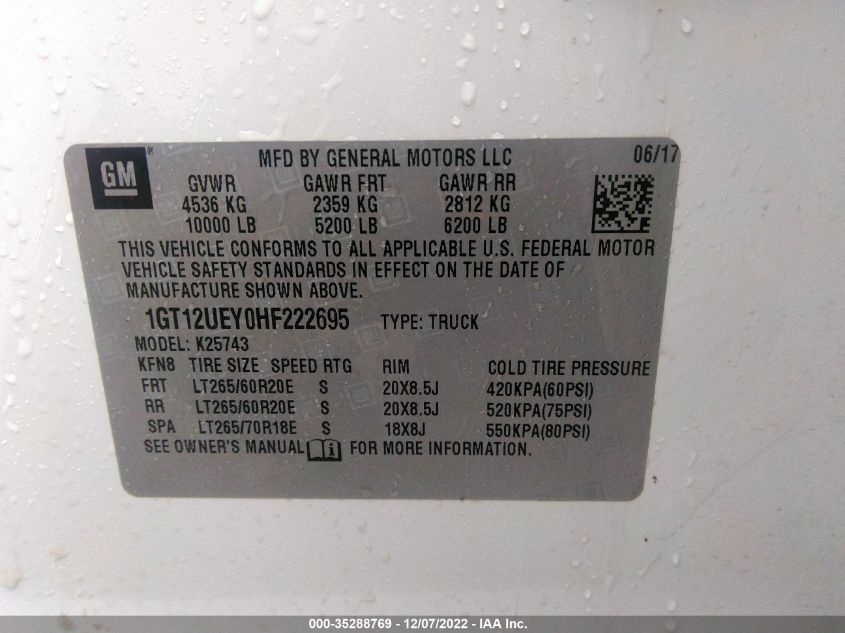 GM ® MFD BY GENERAL MOTORS LLC 06/17
GVWR GAWR FRT GAWR RR
4536 KG 2359 KG 2812 KG
10000 LB 5200 LB 6200 LB
THIS VEHICLE CONFORMS TO ALL APPLICABLE U.S. FEDERAL MOTOR
VEHICLE SAFETY STANDARDS IN EFFECT ON THE DATE OF
MANUFACTURE SHOWN ABOVE.
1GT12UEY0HF222695 TYPE: TRUCK
MODEL: K25743
KFN8 TIRE SIZE SPEED RTG RIM COLD TIRE PRESSURE
FRT LT265/60R20E S 20X8.5J 420KPA(60PSI)
RR LT265/60R20E S 20X8.5J 520KPA(75PSI)
SPA LT265/70R18E S 18X8J 550KPA(80PSI)
SEE OWNER'S MANUAL FOR MORE INFORMATION.
000-35288769 - 12/07/2022 - IAA Inc.